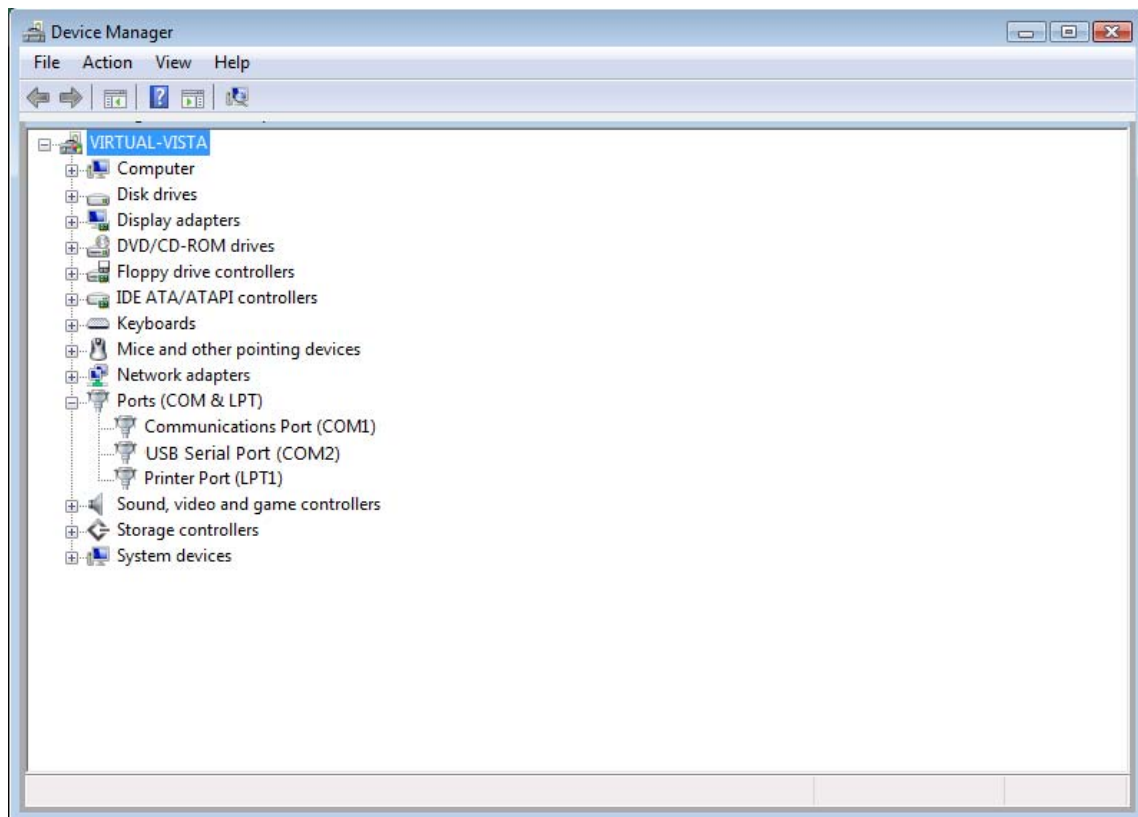 Device Manager
File Action View Help
VIRTUAL-VISTA
Computer
Disk drives
Display adapters
DVD/CD-ROM drives
Floppy drive controllers
IDE ATA/ATAPI controllers
Keyboards
Mice and other pointing devices
Network adapters
Ports (COM & LPT)
Communications Port (COM1)
USB Serial Port (COM2)
Printer Port (LPT1)
Sound, video and game controllers
Storage controllers
System devices